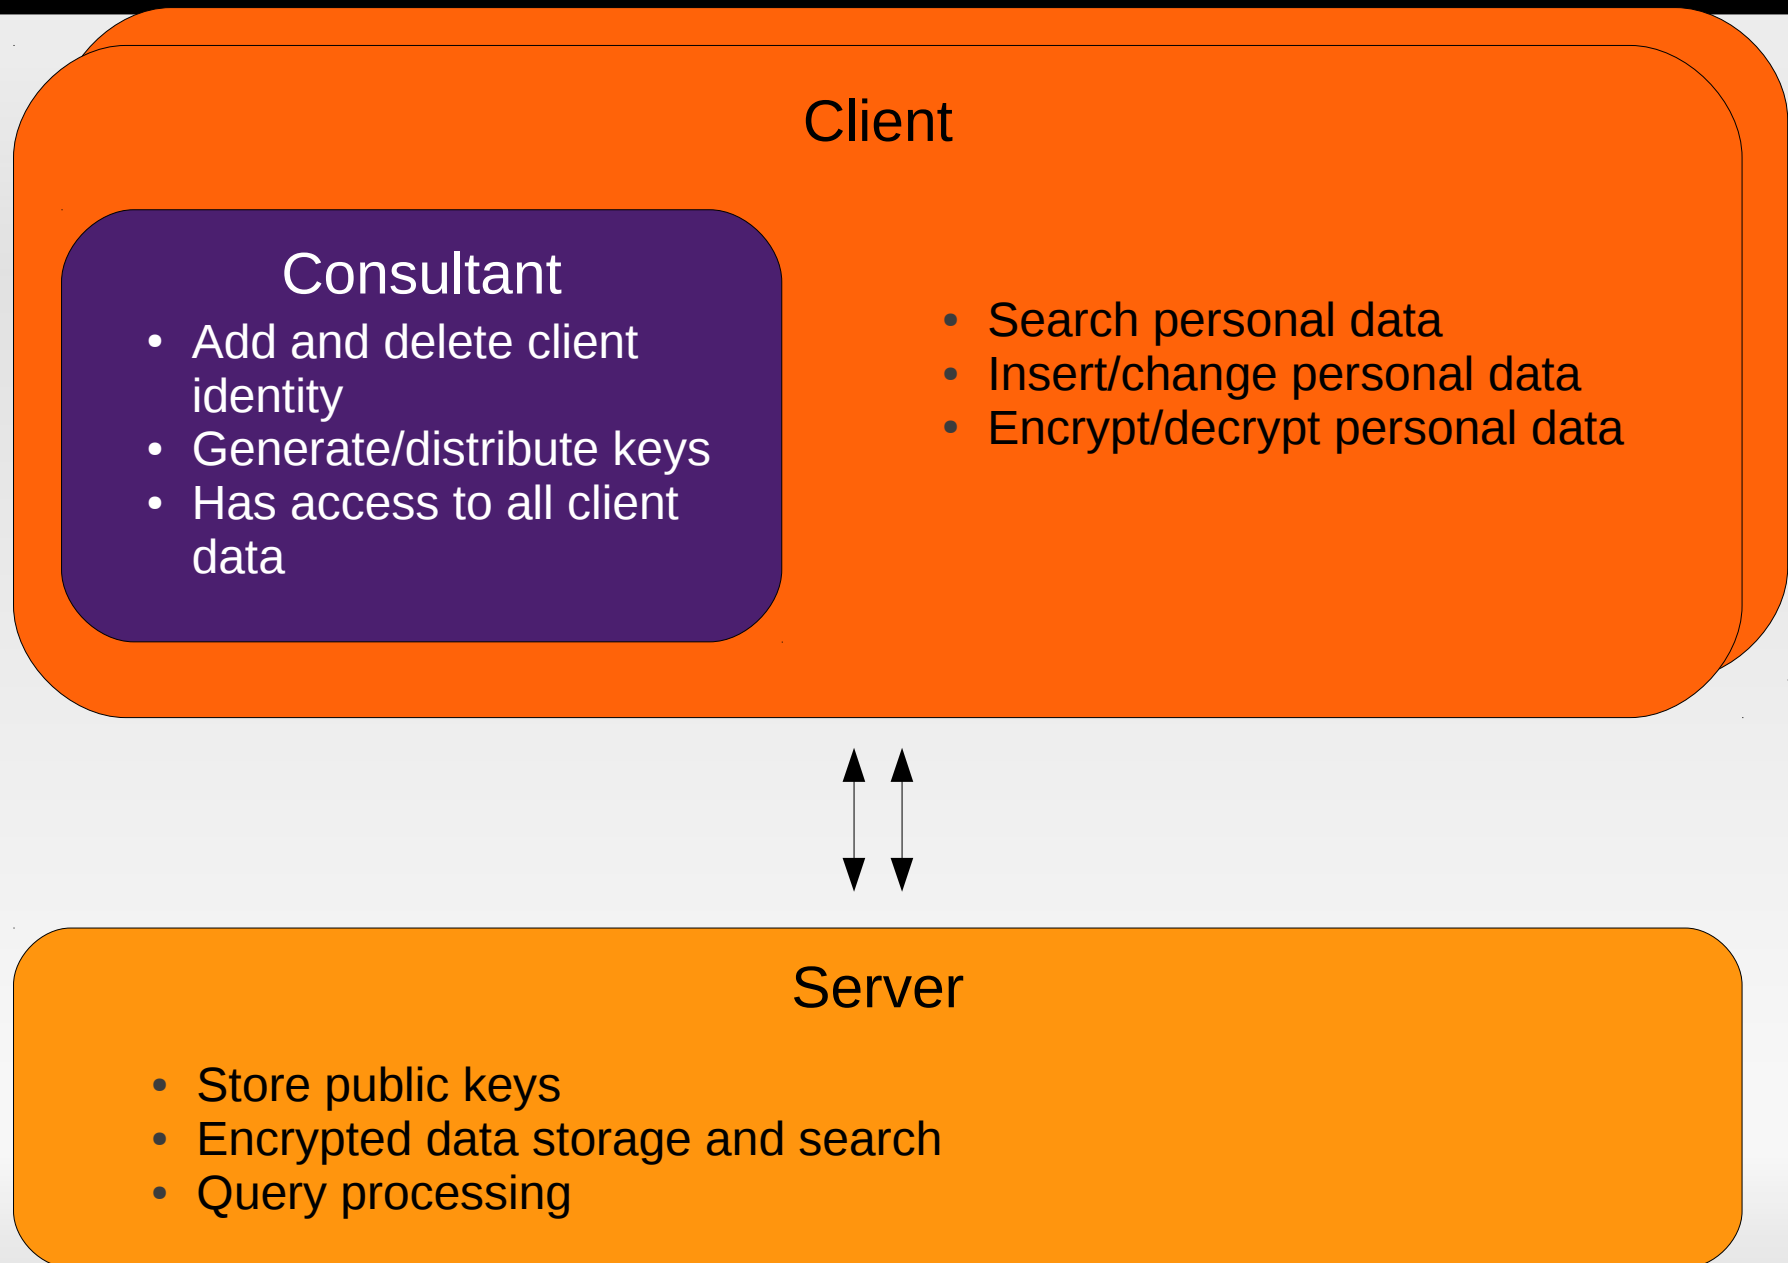 Client
Consultant
• Add and delete client
identity
• Generate/distribute keys
• Has access to all client
data
• Search personal data
• Insert/change personal data
• Encrypt/decrypt personal data
Server
• Store public keys
• Encrypted data storage and search
• Query processing